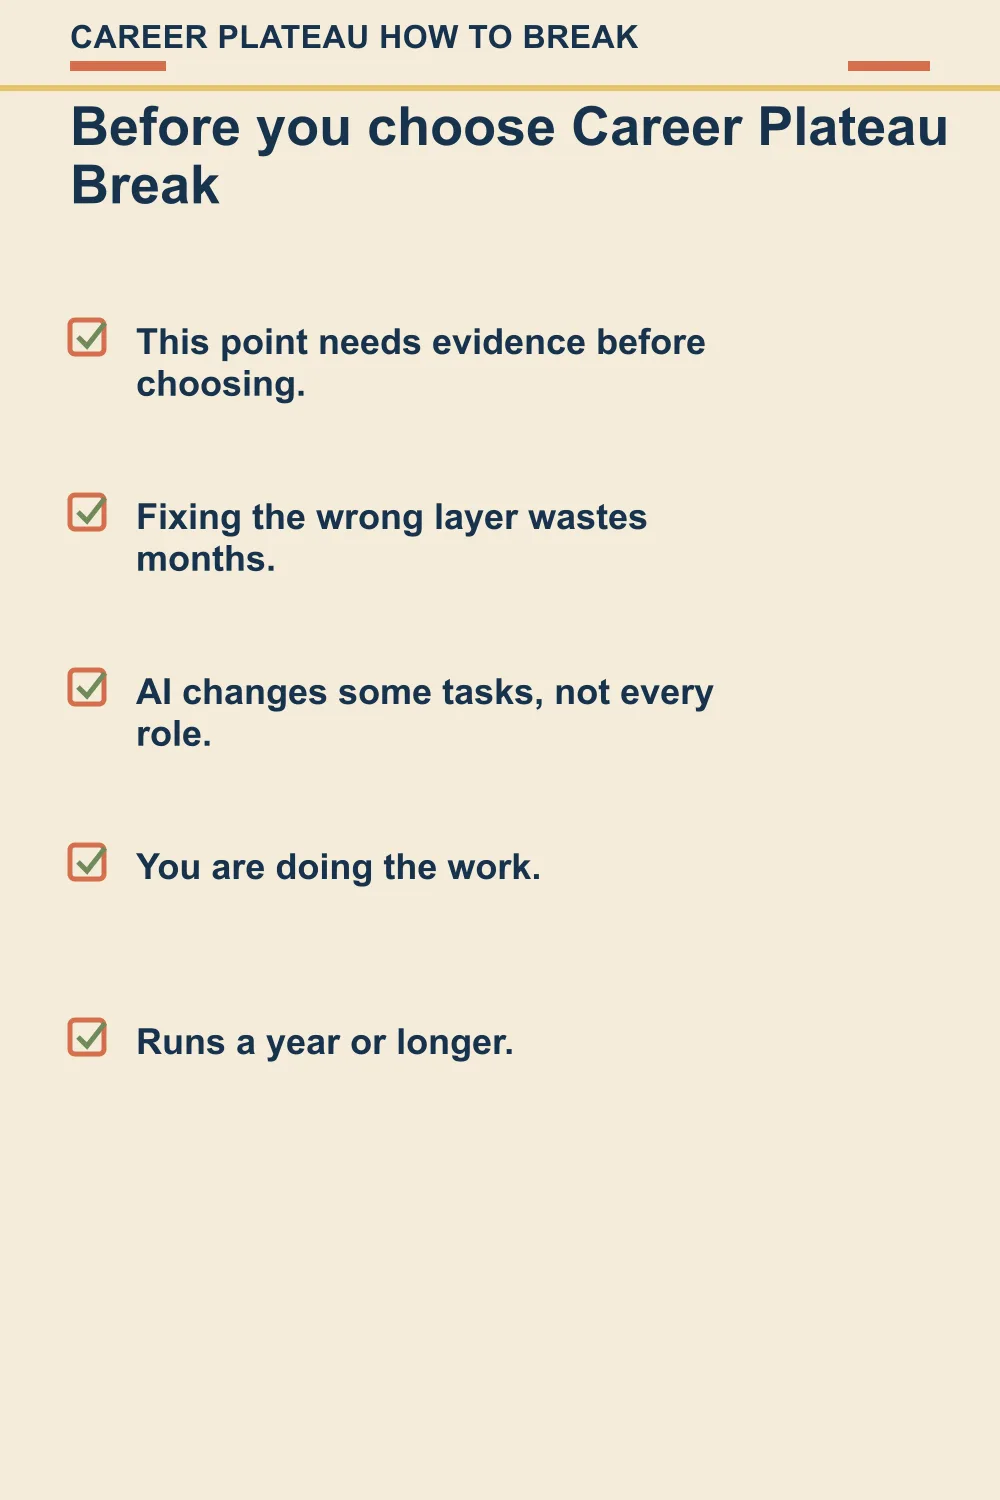 CAREER PLATEAU HOW TO BREAK
Before you choose Career Plateau
Break
This point needs evidence before
choosing.
Fixing the wrong layer wastes
months.
AI changes some tasks, not every
role.
You are doing the work.
Runs a year or longer.